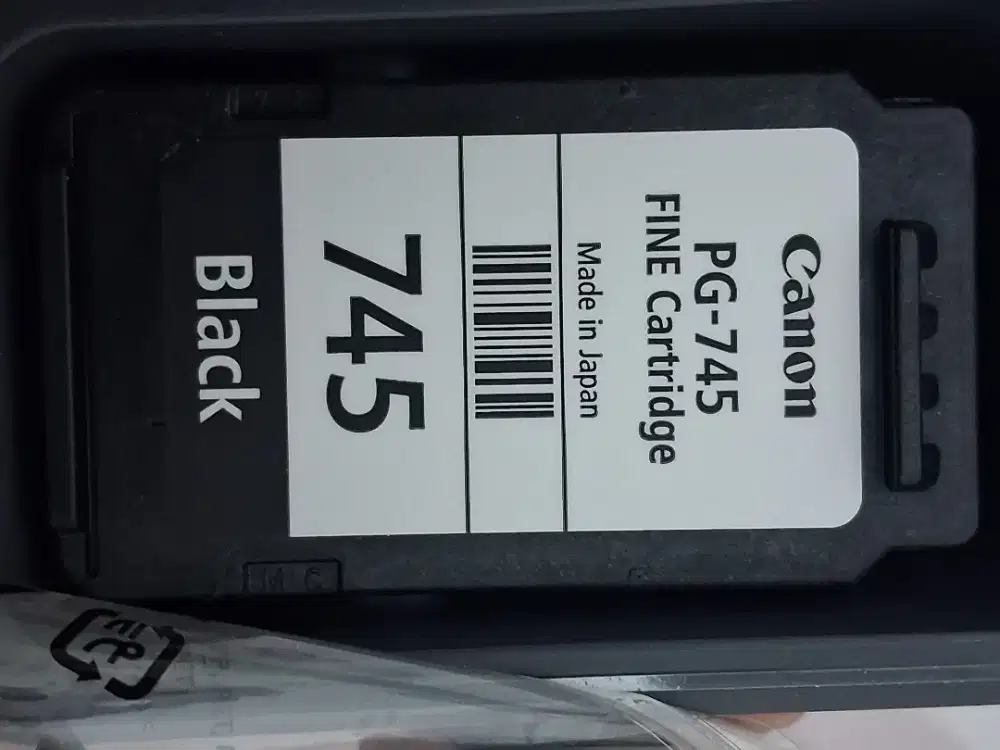 Canon
PG-745
FINE Cartridge
Made in Japan
745
Black